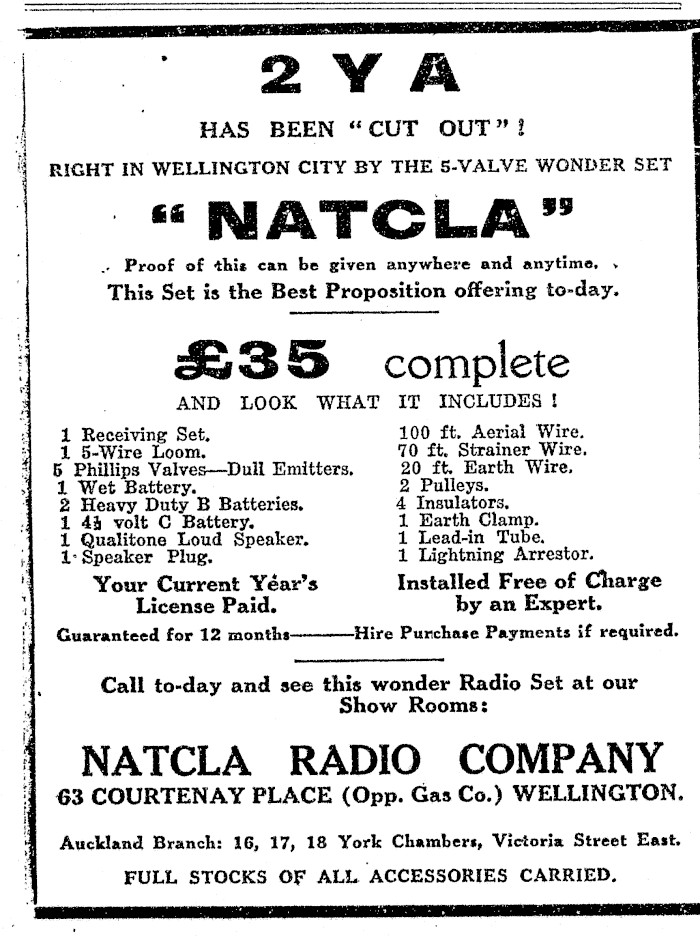 2 Y A
HAS BEEN “CUT OUT”!
RIGHT IN WELLINGTON CITY BY THE 5-VALVE WONDER SET
“NATCLA”
Proof of this can be given anywhere and anytime.
This Set is the Best Proposition offering to-day.
£35 complete
AND LOOK WHAT IT INCLUDES!
1 Receiving Set.
1 5-Wire Loom.
5 Phillips Valves—Dull Emitters.
1 Wet Battery.
2 Heavy Duty B Batteries.
1 4½ volt C Battery.
1 Qualitone Loud Speaker.
1 Speaker Plug.
100 ft. Aerial Wire.
70 ft. Strainer Wire.
20 ft. Earth Wire.
2 Pulleys.
4 Insulators.
1 Earth Clamp.
1 Lead-in Tube.
1 Lightning Arrestor.
Your Current Year's
License Paid.
Installed Free of Charge
by an Expert.
Guaranteed for 12 months———Hire Purchase Payments if required.
Call to-day and see this wonder Radio Set at our
Show Rooms:
NATCLA RADIO COMPANY
63 COURTENAY PLACE (Opp. Gas Co.) WELLINGTON.
Auckland Branch: 16, 17, 18 York Chambers, Victoria Street East.
FULL STOCKS OF ALL ACCESSORIES CARRIED.